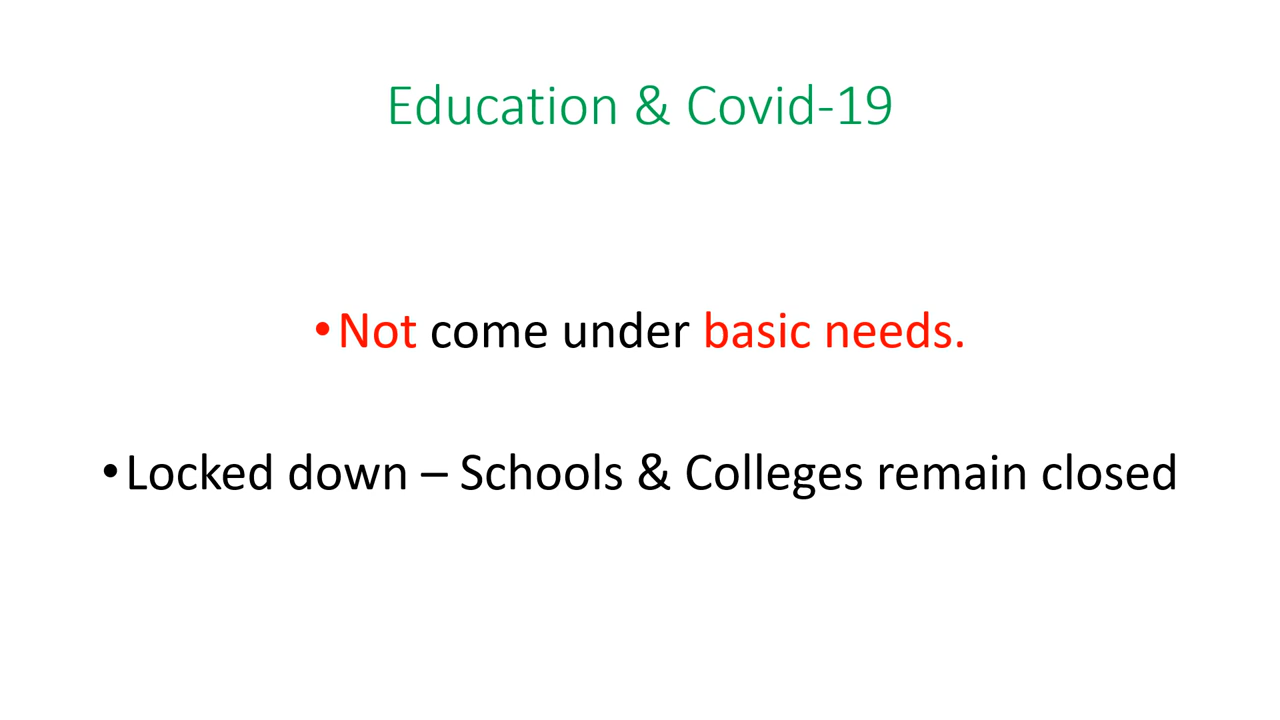 Education & Covid-19
•Not come under basic needs.
•Locked down – Schools & Colleges remain closed